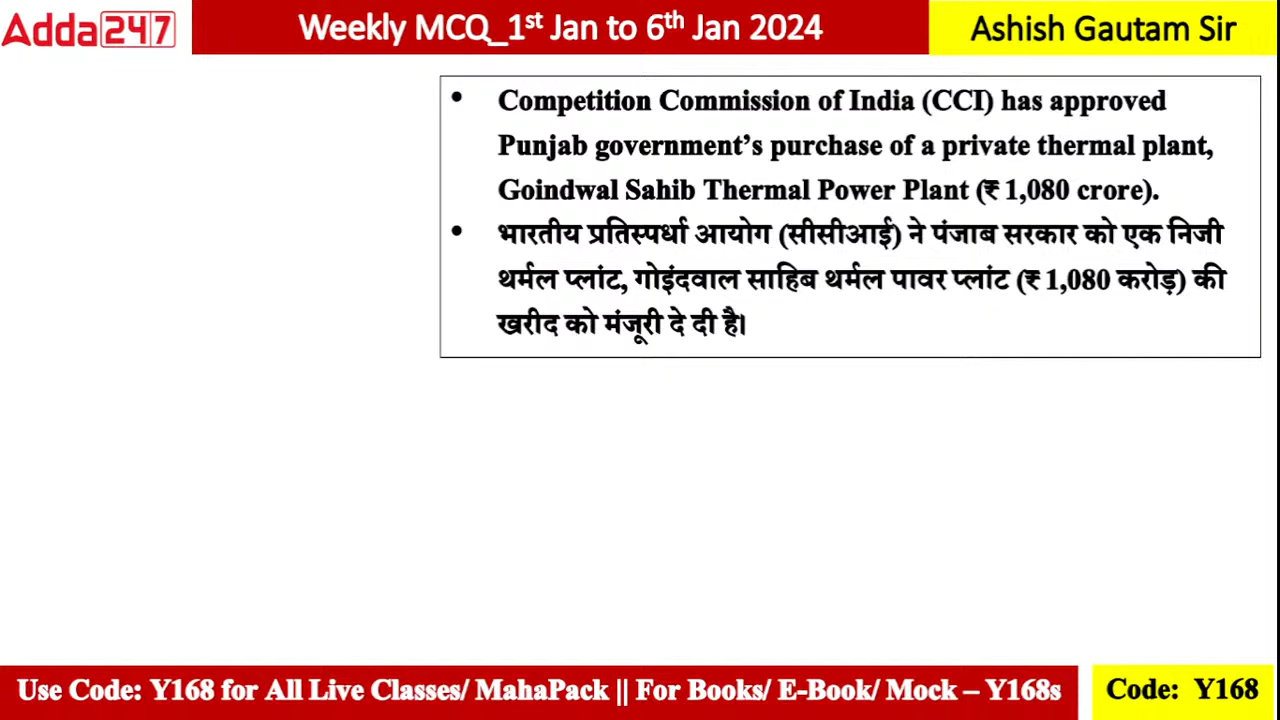 Adda247
Weekly MCQ_1st Jan to 6th Jan 2024
Ashish Gautam Sir
• Competition Commission of India (CCI) has approved
Punjab government’s purchase of a private thermal plant,
Goindwal Sahib Thermal Power Plant (₹ 1,080 crore).
• भारतीय प्रतिस्पर्धा आयोग (सीसीआई) ने पंजाब सरकार को एक निजी
थर्मल प्लांट, गोइंदवाल साहिब थर्मल पावर प्लांट (₹ 1,080 करोड़) की
खरीद को मंजूरी दे दी है।
Use Code: Y168 for All Live Classes/ MahaPack || For Books/ E-Book/ Mock – Y168s
Code: Y168